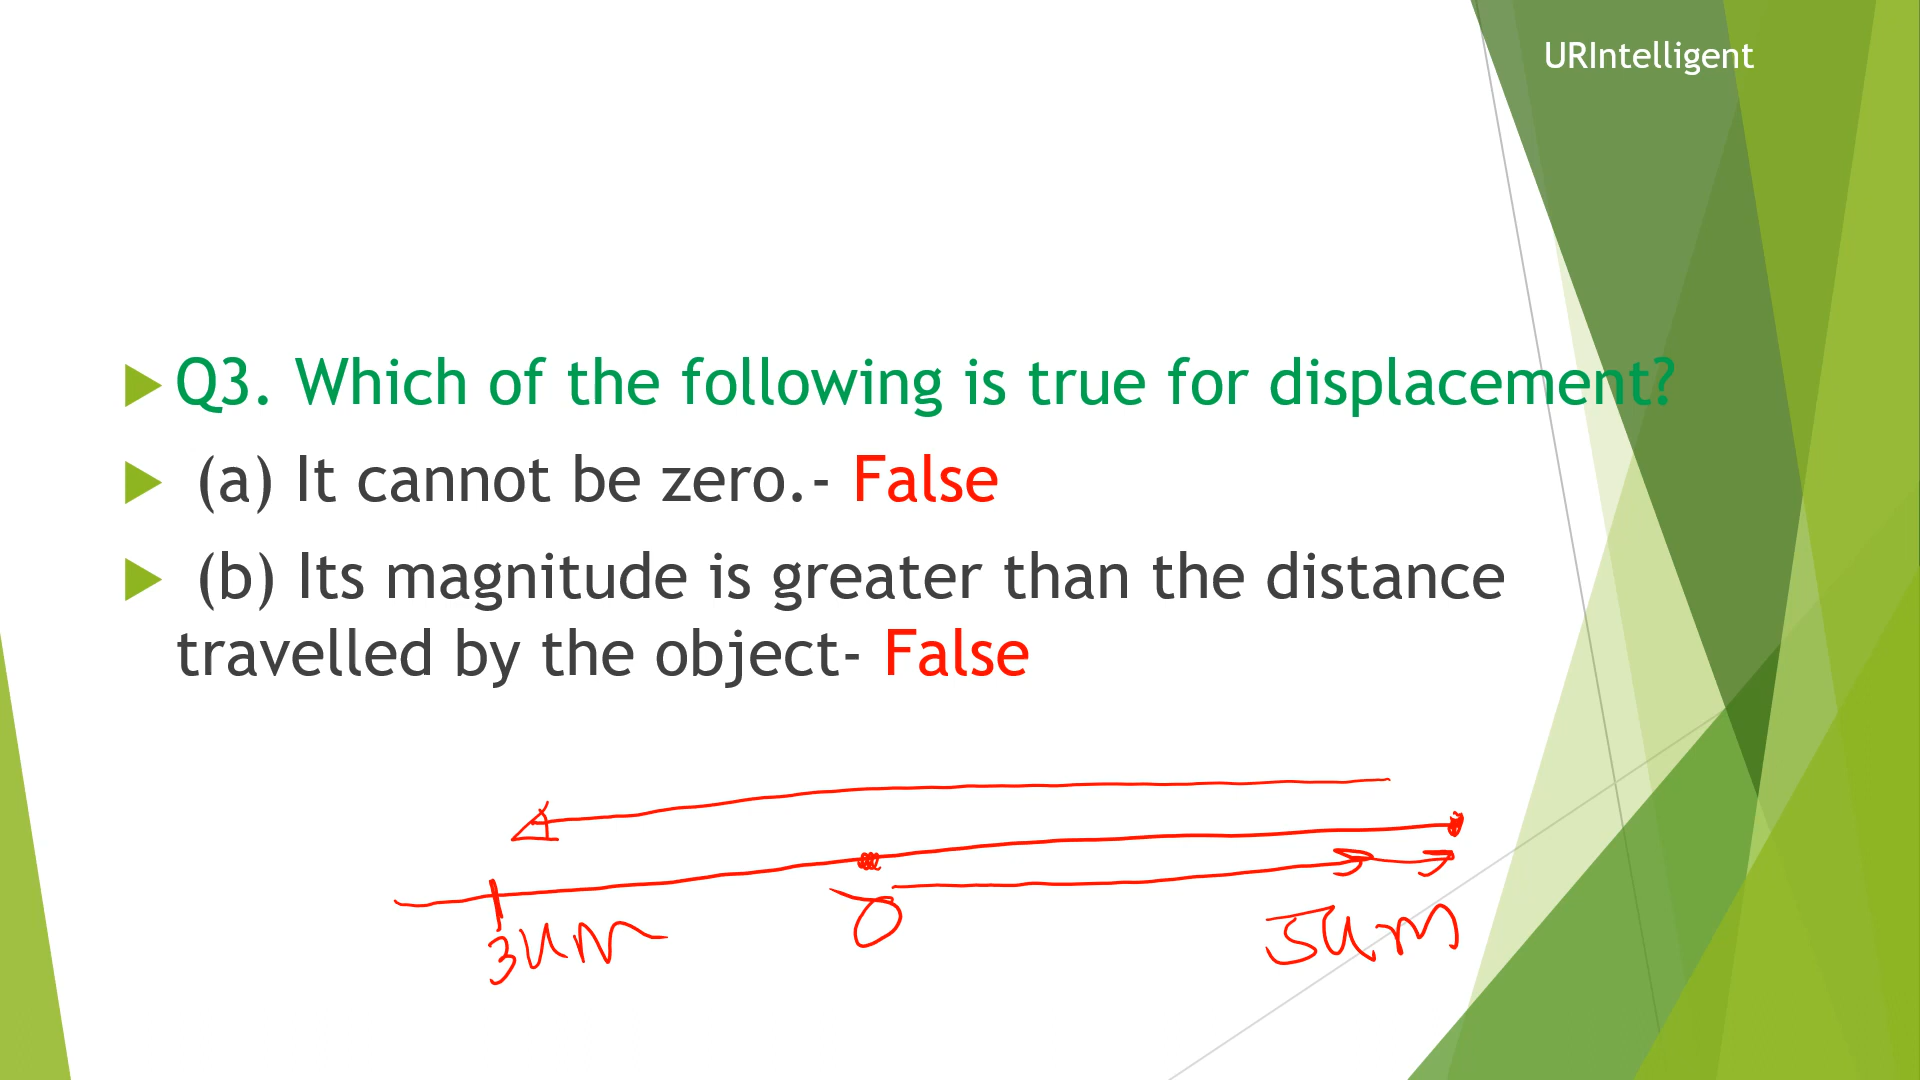 URIntelligent
Q3. Which of the following is true for displacement?
(a) It cannot be zero.- False
(b) Its magnitude is greater than the distance
travelled by the object- False
3km
O
5km